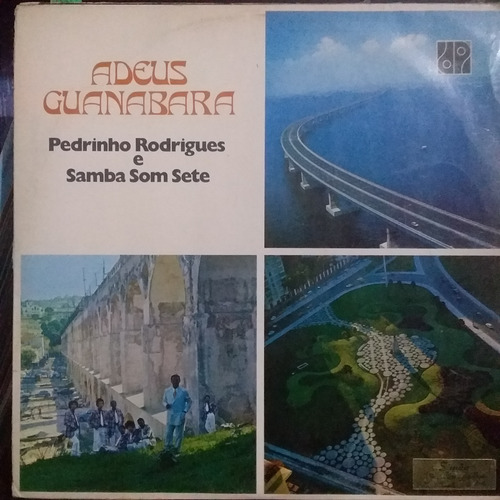 ADEUS
GUANABARA
Pedrinho Rodrigues
e
Samba Som Sete